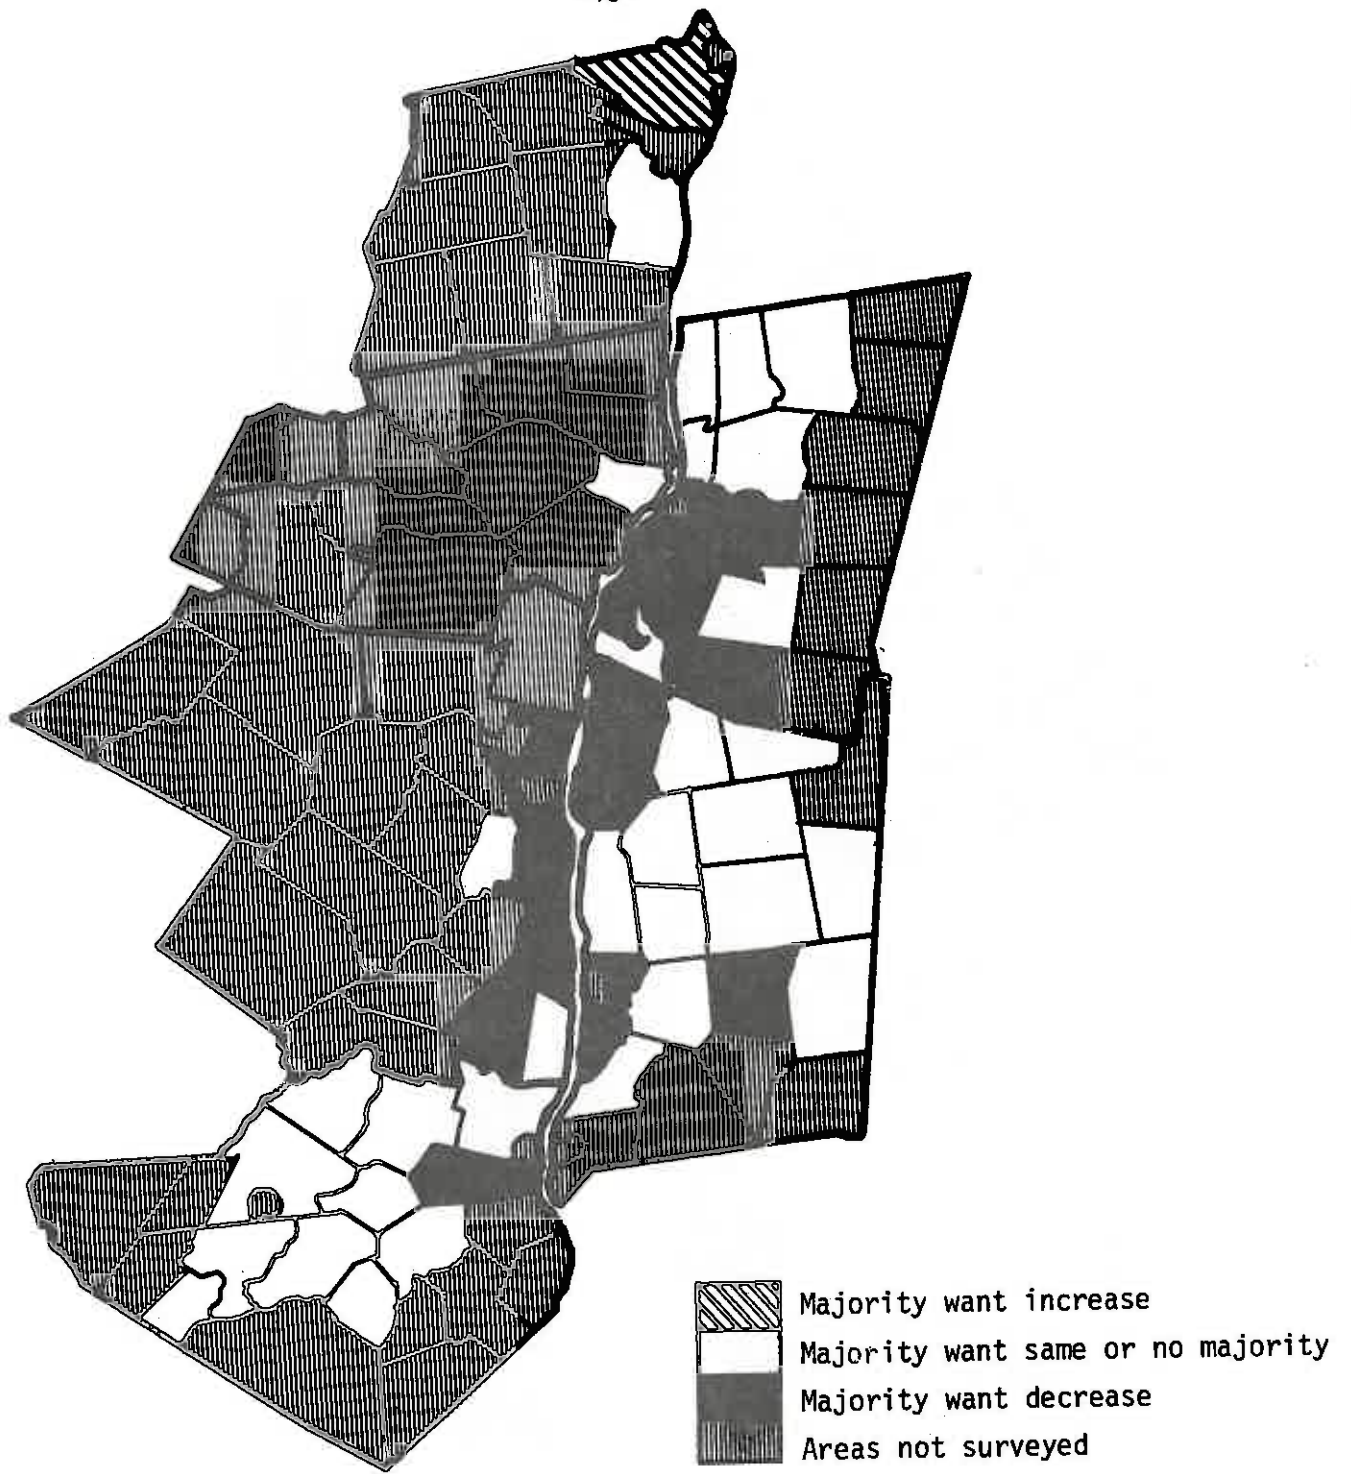 Majority want increase
Majority want same or no majority
Majority want decrease
Areas not surveyed